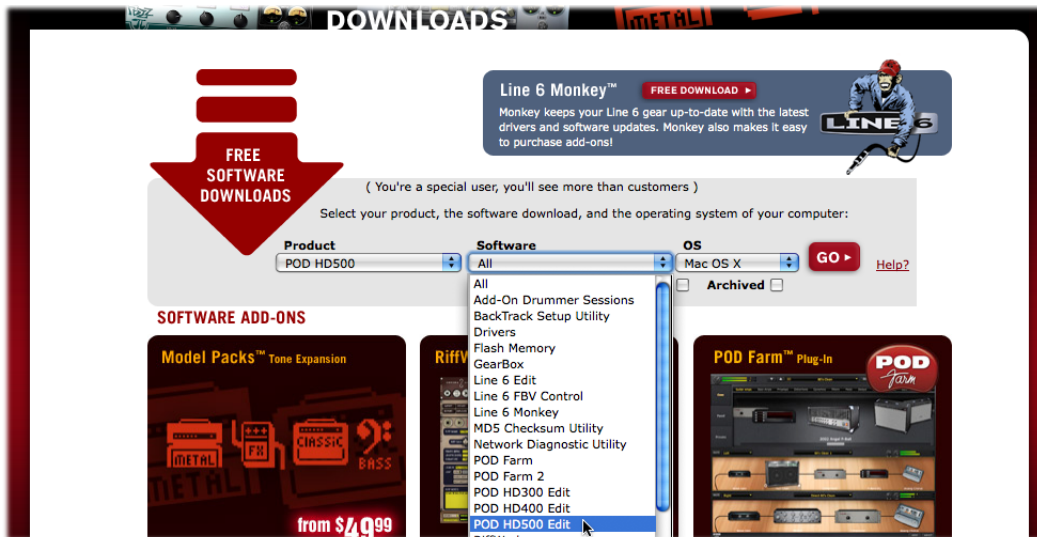 DOWNLOADS
METAL
Line 6 Monkey™ FREE DOWNLOAD
Monkey keeps your Line 6 gear up-to-date with the latest
drivers and software updates. Monkey also makes it easy
to purchase add-ons!
LINE 6
FREE
SOFTWARE
DOWNLOADS
( You're a special user, you'll see more than customers )
Select your product, the software download, and the operating system of your computer:
Product Software OS
POD HD500 All Mac OS X GO Help?
Archived
All
Add-On Drummer Sessions
BackTrack Setup Utility
Drivers
Flash Memory
GearBox
Line 6 Edit
Line 6 FBV Control
Line 6 Monkey
MD5 Checksum Utility
Network Diagnostic Utility
POD Farm
POD Farm 2
POD HD300 Edit
POD HD400 Edit
POD HD500 Edit
SOFTWARE ADD-ONS
Model Packs™ Tone Expansion
METAL FX CLASSIC BASS
METAL
from $49.99
POD Farm™ Plug-In
POD Farm